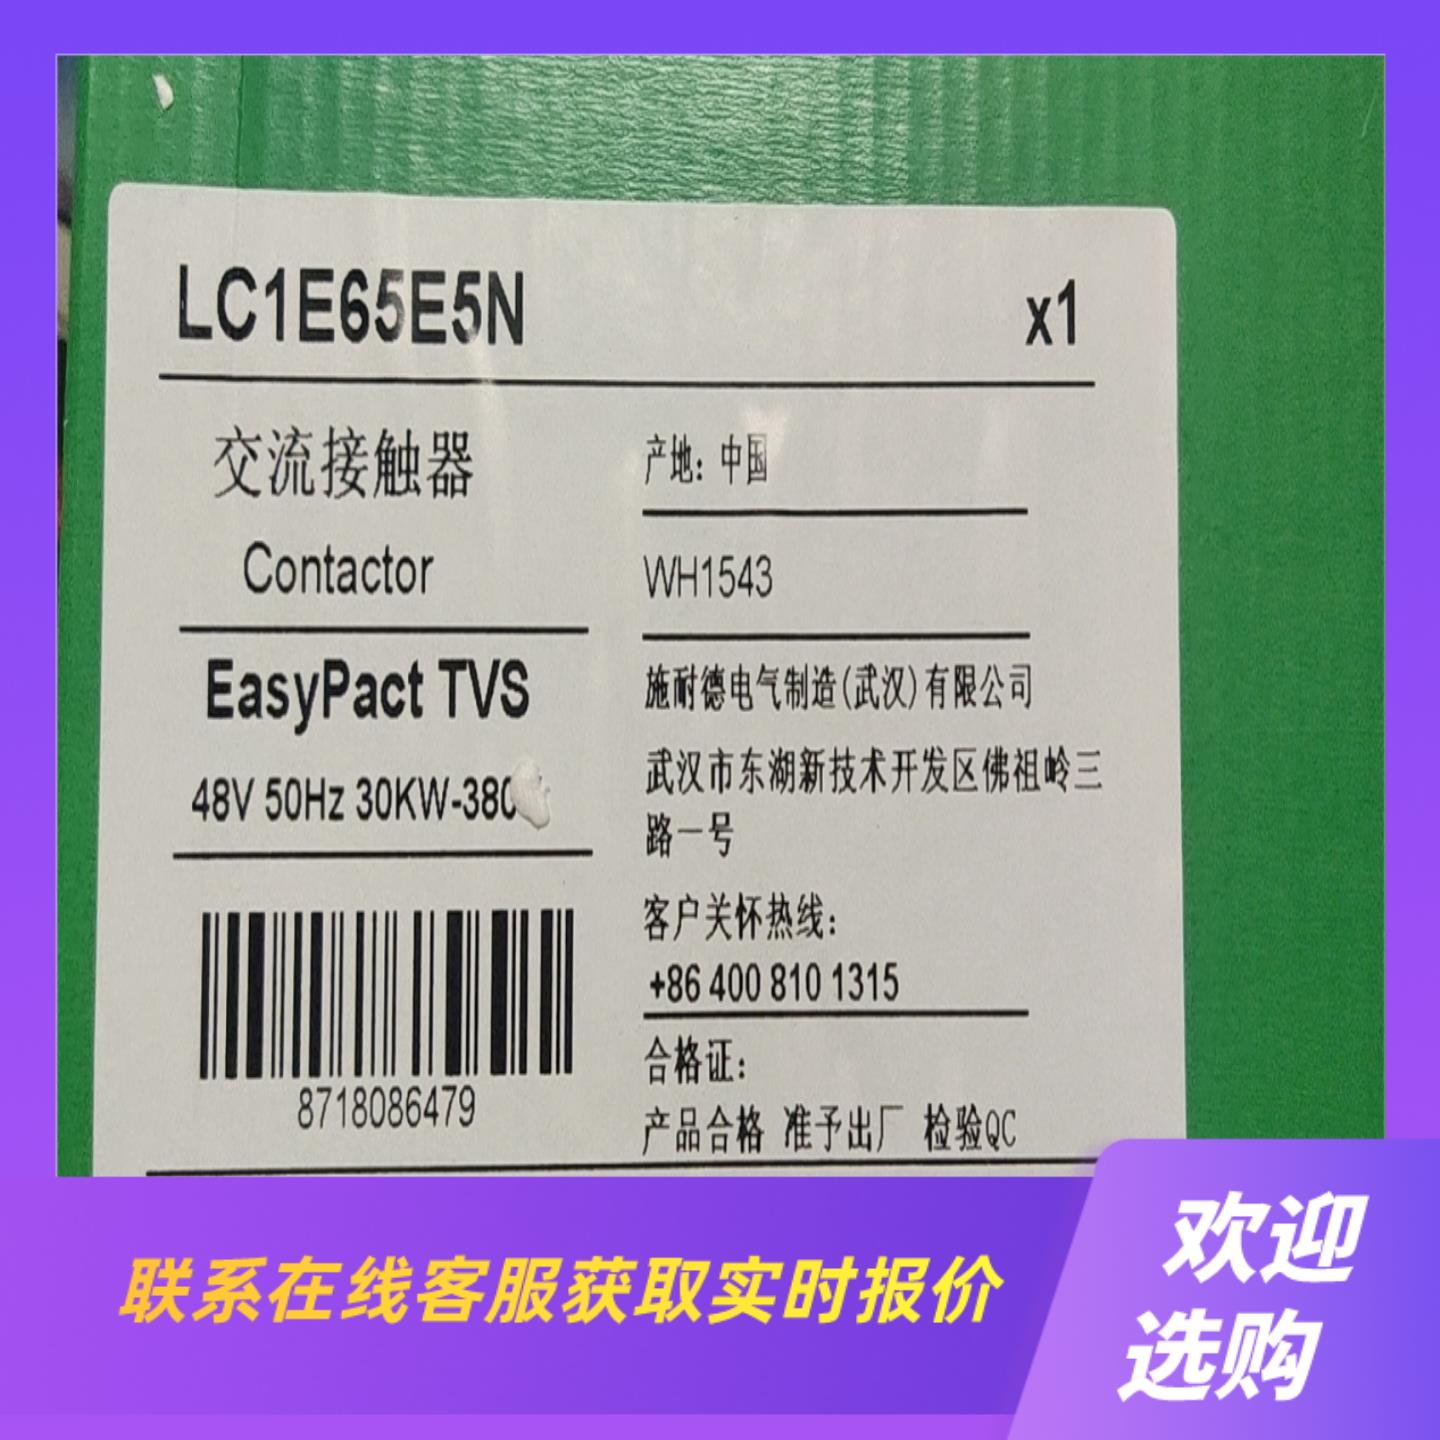 LC1E65E5N x1
交流接触器
Contactor
EasyPact TVS
48V 50Hz 30KW-380
8718086479
产地：中国
WH1543
施耐德电气制造(武汉)有限公司
武汉市东湖新技术开发区佛祖岭三
路一号
客户关怀热线：
+86 400 810 1315
合格证：
产品合格 准予出厂 检验QC
联系在线客服获取实时报价
欢迎
选购